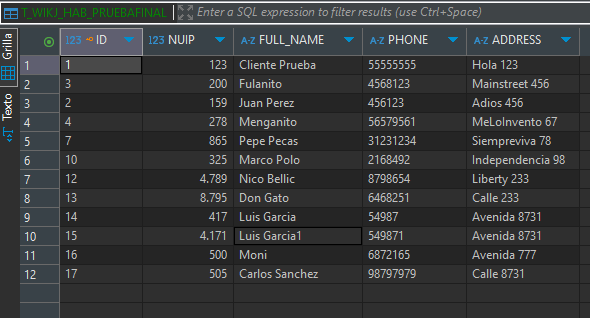 T_WIKJ_HAB_PRUEBAFINAL Enter a SQL expression to filter results (use Ctrl+Space)
Grilla
Texto
123 ID 123 NUIP A-Z FULL_NAME A-Z PHONE A-Z ADDRESS
1 1 123 Cliente Prueba 55555555 Hola 123
2 3 200 Fulanito 4568123 Mainstreet 456
3 2 159 Juan Perez 456123 Adios 456
4 4 278 Menganito 56579561 MeLoInvento 67
5 7 865 Pepe Pecas 31231234 Siempreviva 78
6 10 325 Marco Polo 2168492 Independencia 98
7 12 4.789 Nico Bellic 8798654 Liberty 233
8 13 8.795 Don Gato 6468251 Calle 233
9 14 417 Luis Garcia 54987 Avenida 8731
10 15 4.171 Luis Garcia1 549871 Avenida 8731
11 16 500 Moni 6872165 Avenida 777
12 17 505 Carlos Sanchez 98797979 Calle 8731